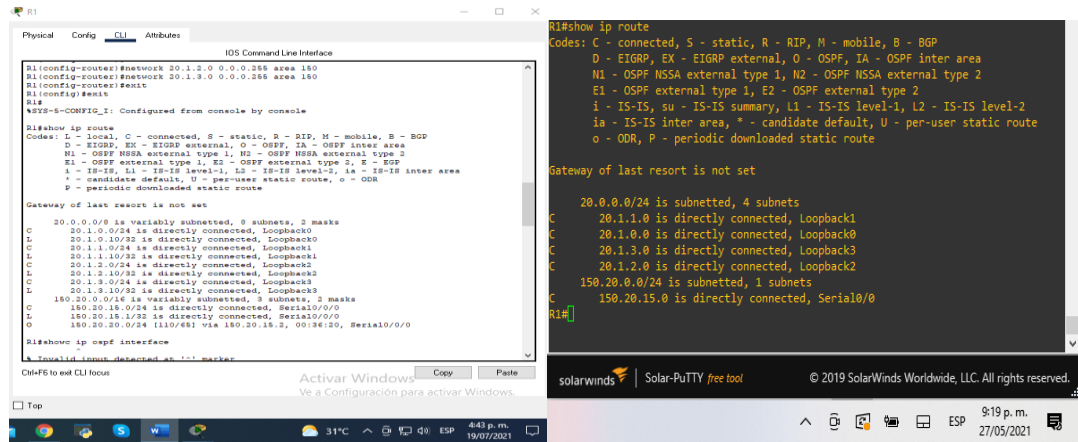 R1
Physical Config CLI Attributes
IOS Command Line Interface
R1(config-router)#network 20.1.2.0 0.0.0.255 area 150
R1(config-router)#network 20.1.3.0 0.0.0.255 area 150
R1(config-router)#exit
R1(config)#exit
R1#
%SYS-5-CONFIG_I: Configured from console by console
R1#show ip route
Codes: L - local, C - connected, S - static, R - RIP, M - mobile, B - BGP
D - EIGRP, EX - EIGRP external, O - OSPF, IA - OSPF inter area
N1 - OSPF NSSA external type 1, N2 - OSPF NSSA external type 2
E1 - OSPF external type 1, E2 - OSPF external type 2, E - EGP
i - IS-IS, L1 - IS-IS level-1, L2 - IS-IS level-2, ia - IS-IS inter area
* - candidate default, U - per-user static route, o - ODR
P - periodic downloaded static route
Gateway of last resort is not set
20.0.0.0/8 is variably subnetted, 8 subnets, 2 masks
C 20.1.0.0/24 is directly connected, Loopback0
L 20.1.0.10/32 is directly connected, Loopback0
C 20.1.1.0/24 is directly connected, Loopback1
L 20.1.1.10/32 is directly connected, Loopback1
C 20.1.2.0/24 is directly connected, Loopback2
L 20.1.2.10/32 is directly connected, Loopback2
C 20.1.3.0/24 is directly connected, Loopback3
L 20.1.3.10/32 is directly connected, Loopback3
150.20.0.0/16 is variably subnetted, 3 subnets, 2 masks
C 150.20.15.0/24 is directly connected, Serial0/0/0
L 150.20.15.1/32 is directly connected, Serial0/0/0
O 150.20.20.0/24 [110/65] via 150.20.15.2, 00:36:20, Serial0/0/0
R1#showc ip ospf interface
^
% Invalid input detected at '^' marker
Ctrl+F6 to exit CLI focus
Copy Paste
Activar Windows
Ve a Configuración para activar Windows.
Top
31°C ESP 4:43 p. m.
19/07/2021
R1#show ip route
Codes: C - connected, S - static, R - RIP, M - mobile, B - BGP
D - EIGRP, EX - EIGRP external, O - OSPF, IA - OSPF inter area
N1 - OSPF NSSA external type 1, N2 - OSPF NSSA external type 2
E1 - OSPF external type 1, E2 - OSPF external type 2
i - IS-IS, su - IS-IS summary, L1 - IS-IS level-1, L2 - IS-IS level-2
ia - IS-IS inter area, * - candidate default, U - per-user static route
o - ODR, P - periodic downloaded static route
Gateway of last resort is not set
20.0.0.0/24 is subnetted, 4 subnets
C 20.1.1.0 is directly connected, Loopback1
C 20.1.0.0 is directly connected, Loopback0
C 20.1.3.0 is directly connected, Loopback3
C 20.1.2.0 is directly connected, Loopback2
150.20.0.0/24 is subnetted, 1 subnets
C 150.20.15.0 is directly connected, Serial0/0
R1#
solarwinds Solar-PuTTY free tool © 2019 SolarWinds Worldwide, LLC. All rights reserved.
ESP 9:19 p. m.
27/05/2021